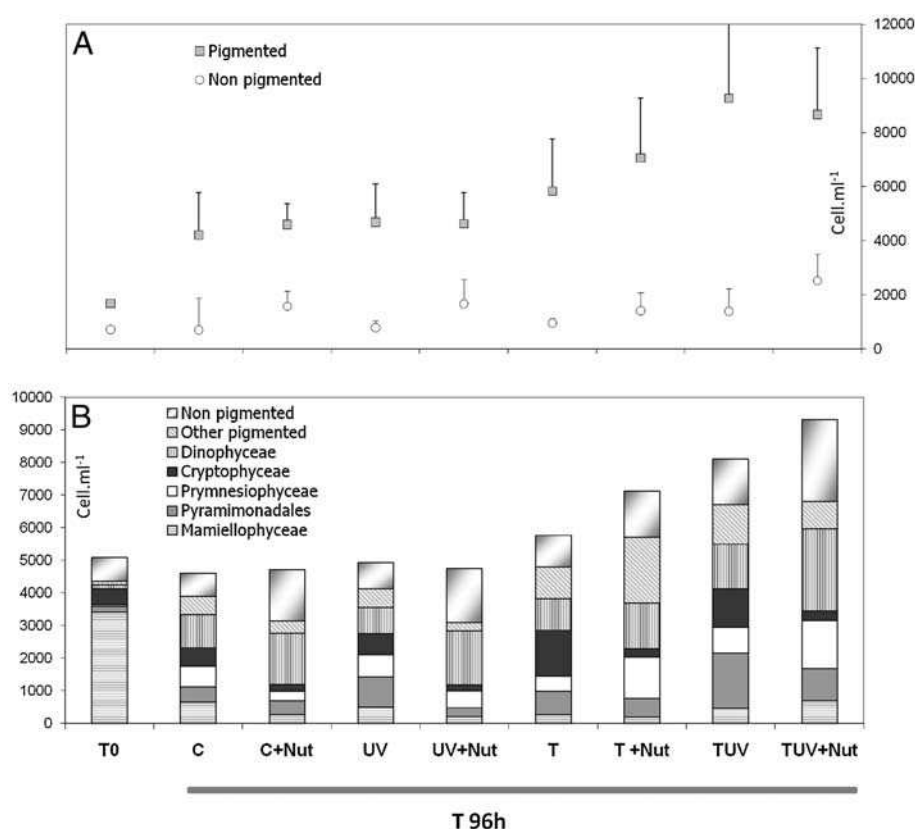 A
Pigmented
Non pigmented
12000
10000
8000
6000
4000
2000
0
Cell.ml-1
B
10000
9000
8000
7000
6000
5000
4000
3000
2000
1000
0
Cell.ml-1
Non pigmented
Other pigmented
Dinophyceae
Cryptophyceae
Prymnesiophyceae
Pyramimonadales
Mamiellophyceae
T0 C C+Nut UV UV+Nut T T +Nut TUV TUV+Nut
T 96h